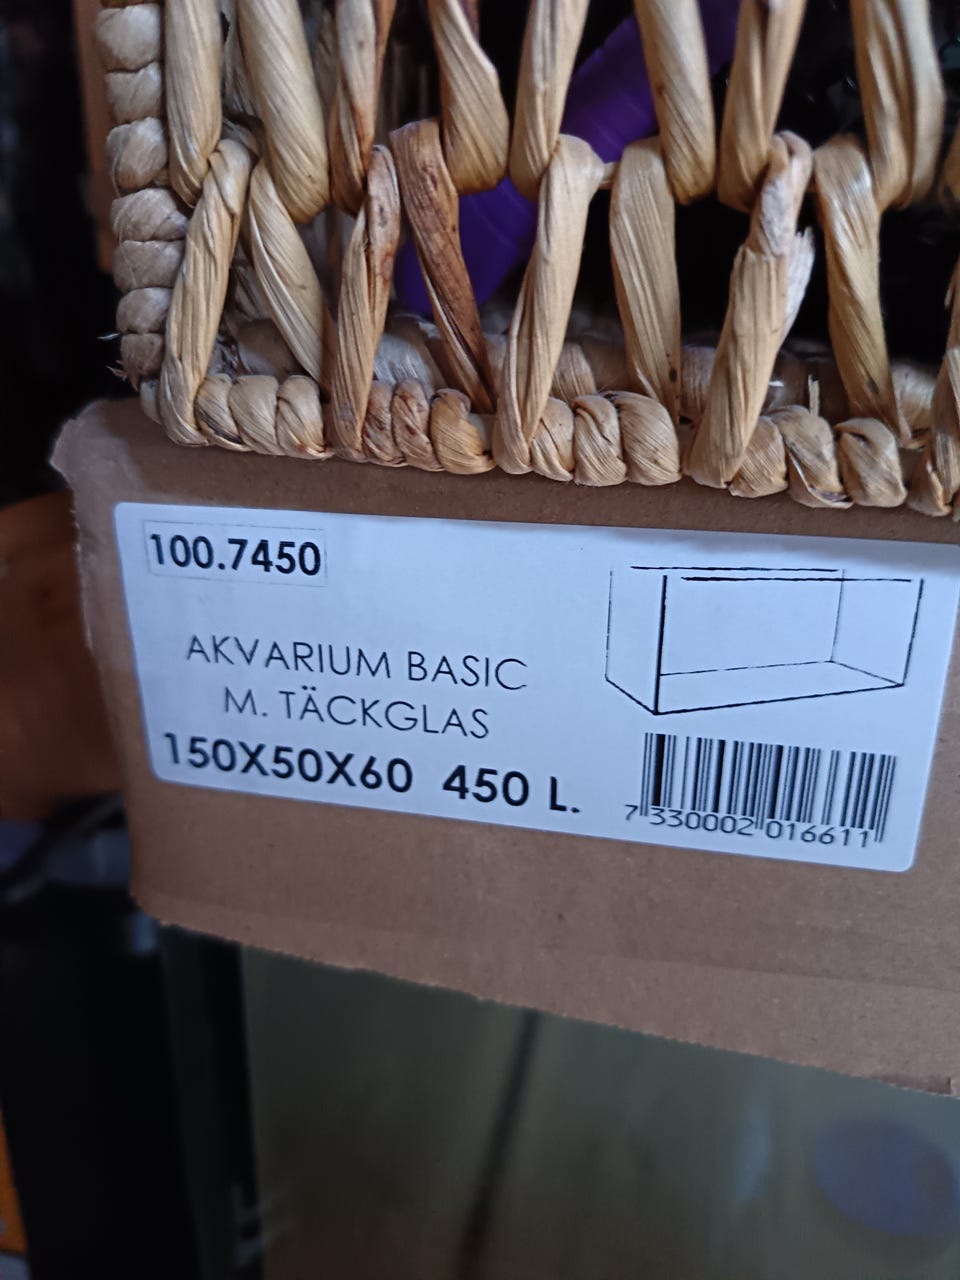 100.7450
AKVARIUM BASIC
M. TÄCKGLAS
150X50X60 450 L.
7 330002 016611